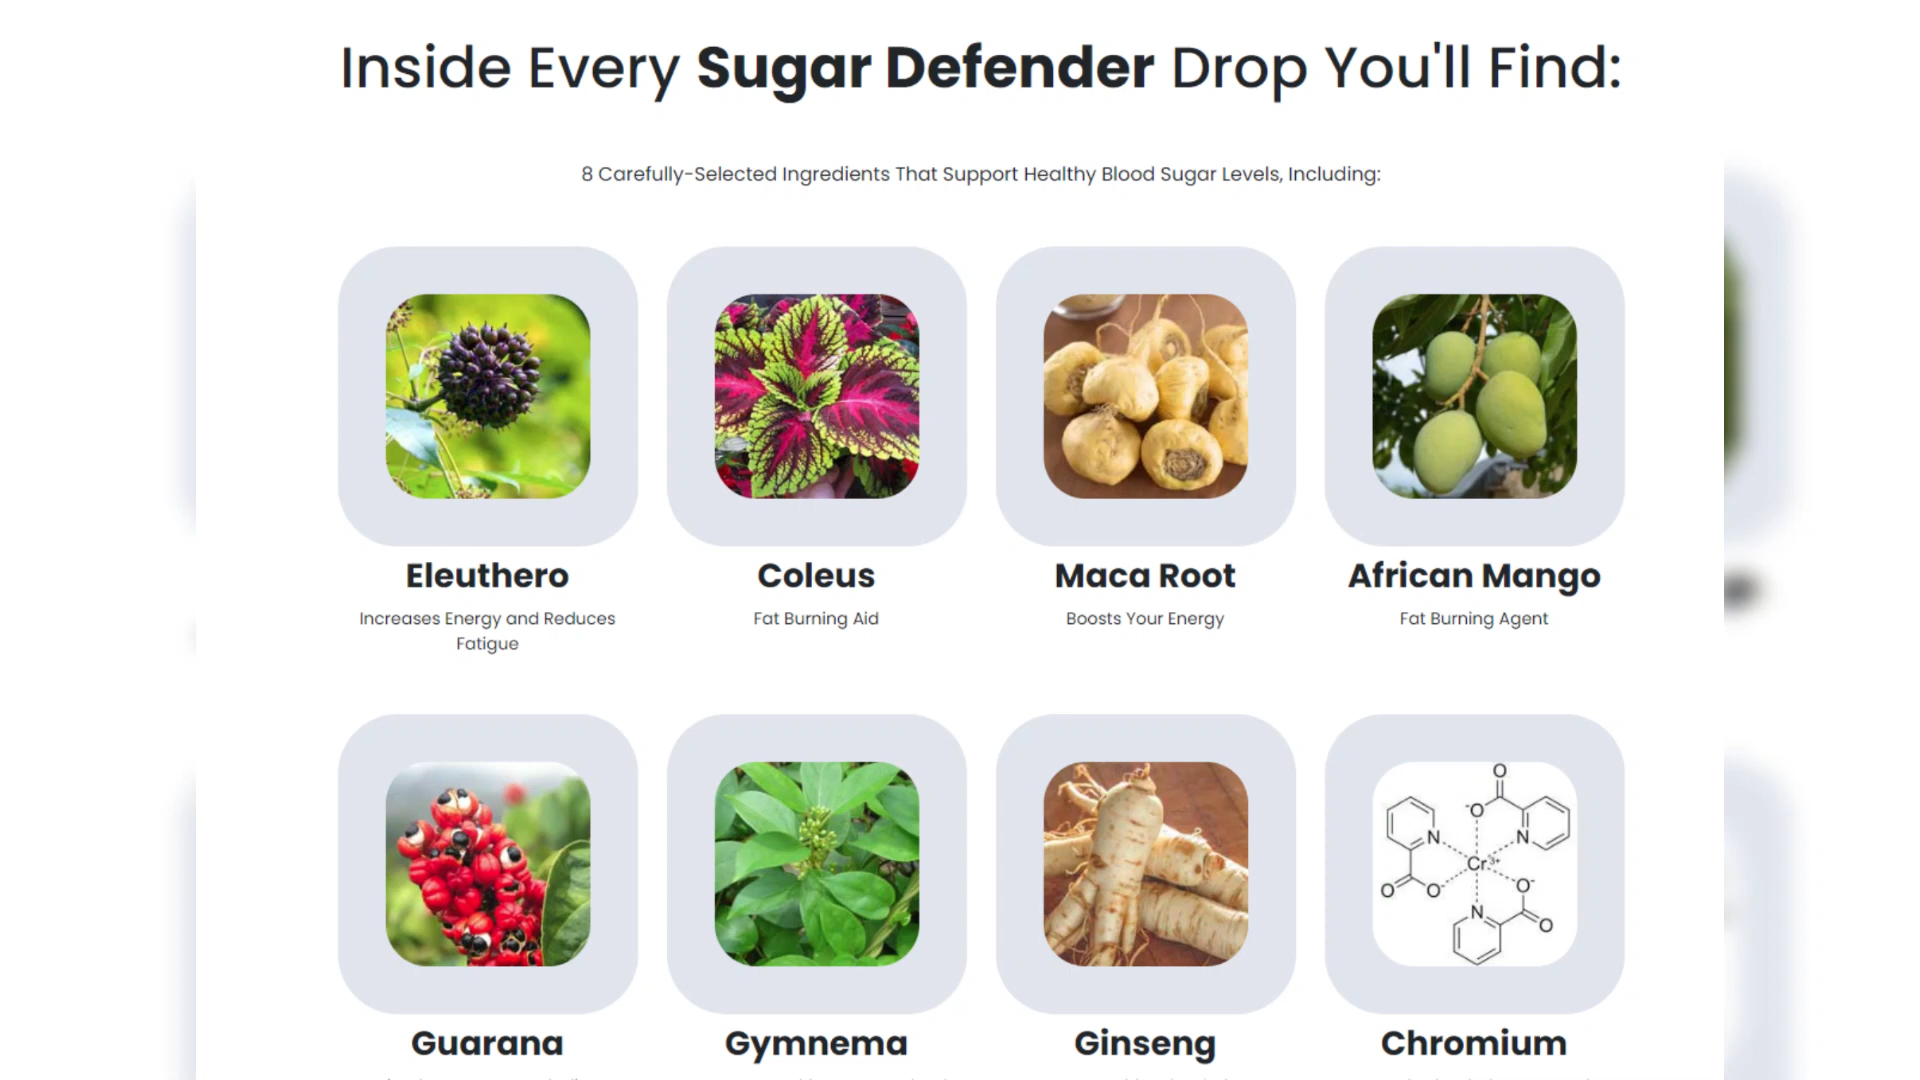 Inside Every Sugar Defender Drop You'll Find:
8 Carefully-Selected Ingredients That Support Healthy Blood Sugar Levels, Including:
Eleuthero
Coleus
Maca Root
African Mango
Increases Energy and Reduces
Fatigue
Fat Burning Aid
Boosts Your Energy
Fat Burning Agent
O
-O
N
N
Cr3+
O
O-
O-
N
O
Guarana
Gymnema
Ginseng
Chromium